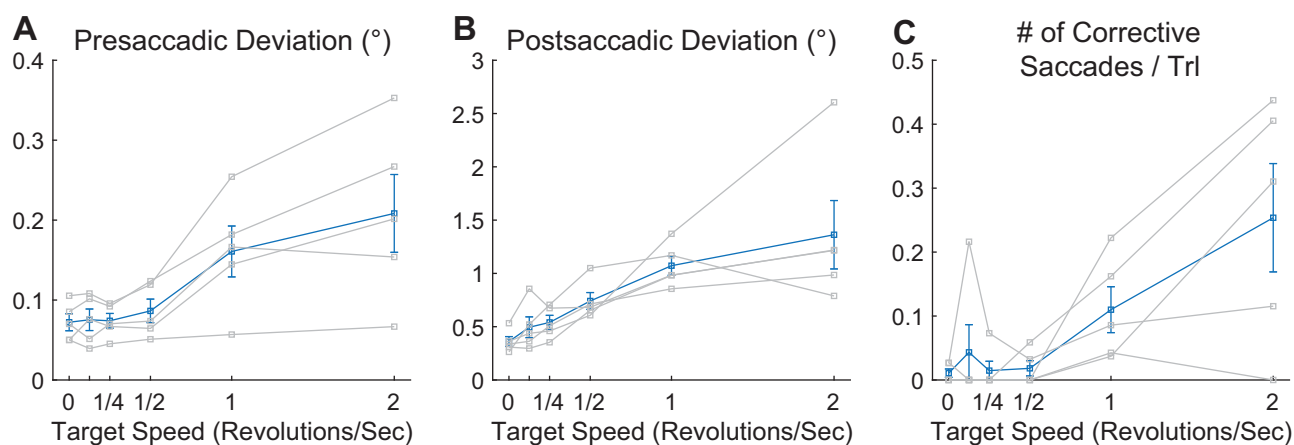 A
Presaccadic Deviation (°)
0.4
0.3
0.2
0.1
0
0 1/4 1/2 1 2
Target Speed (Revolutions/Sec)
B
Postsaccadic Deviation (°)
3
2.5
2
1.5
1
0.5
0
0 1/4 1/2 1 2
Target Speed (Revolutions/Sec)
C
# of Corrective
Saccades / Trl
0.5
0.4
0.3
0.2
0.1
0
0 1/4 1/2 1 2
Target Speed (Revolutions/Sec)